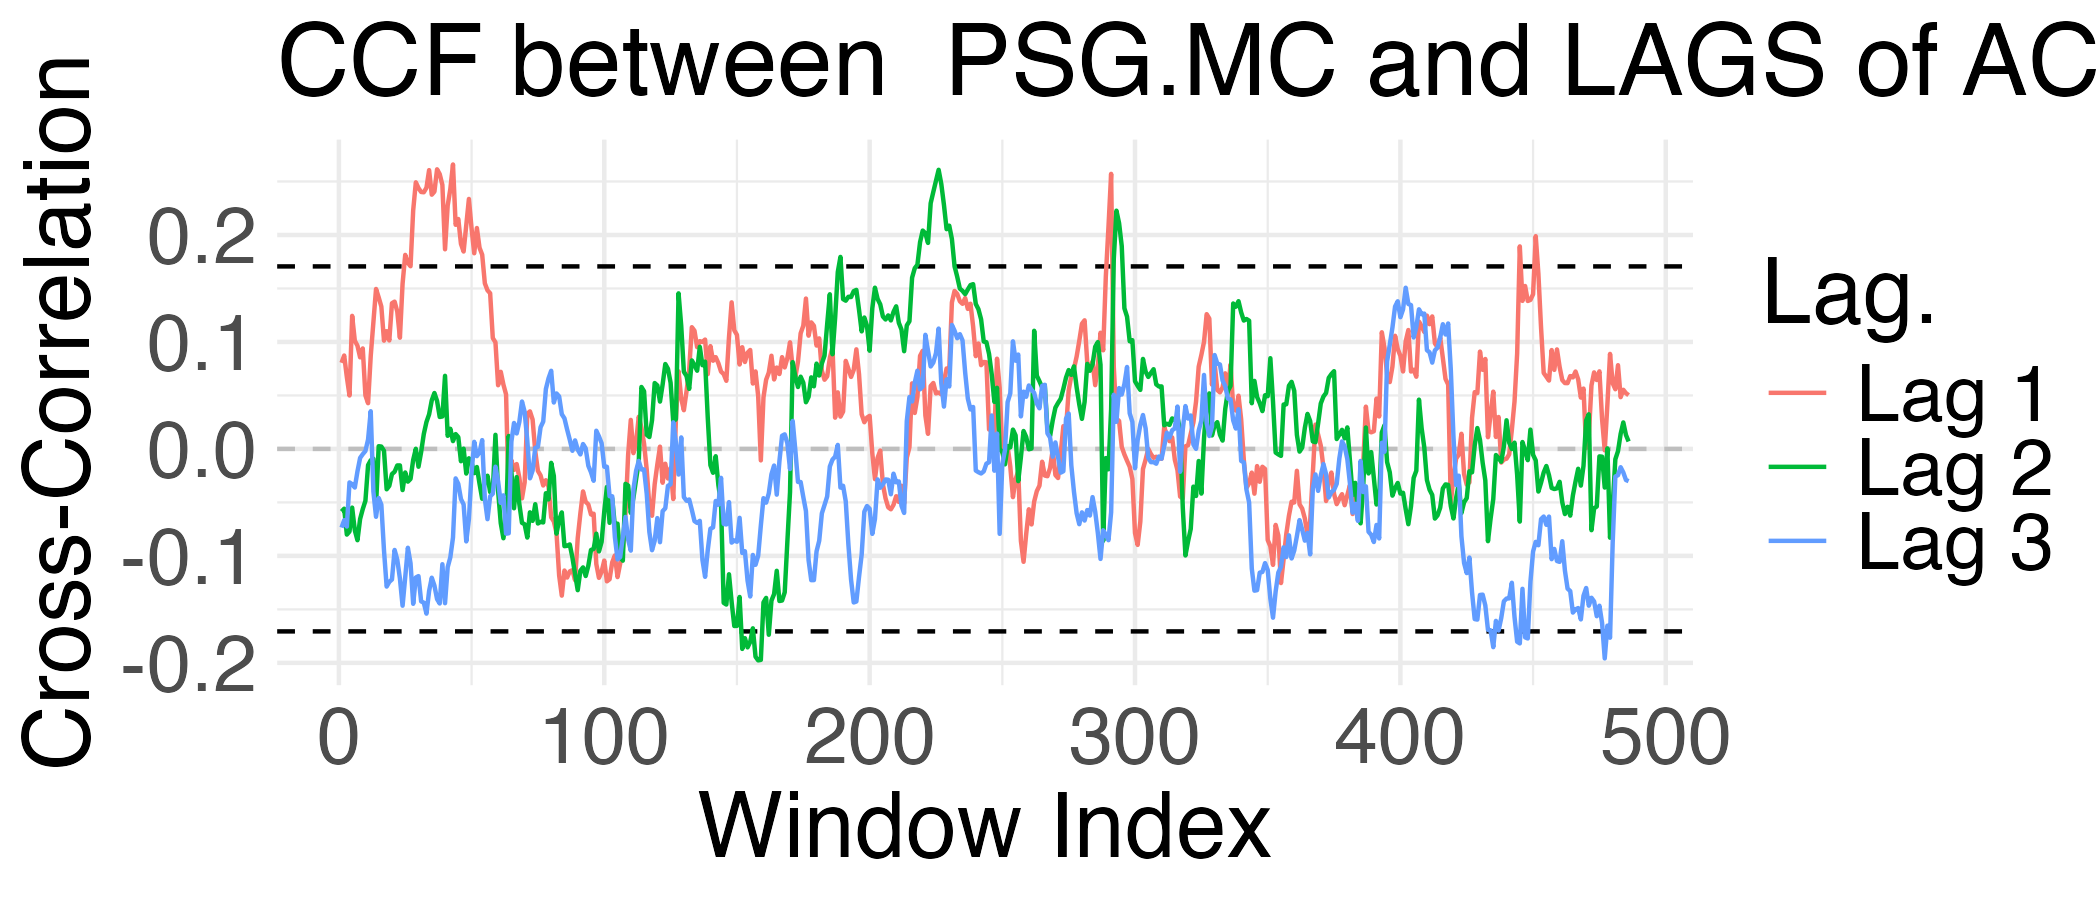 CCF between  PSG.MC and LAGS of AC
Cross-Correlation
0.2
0.1
0.0
-0.1
-0.2
0 100 200 300 400 500
Window Index
Lag.
Lag 1
Lag 2
Lag 3